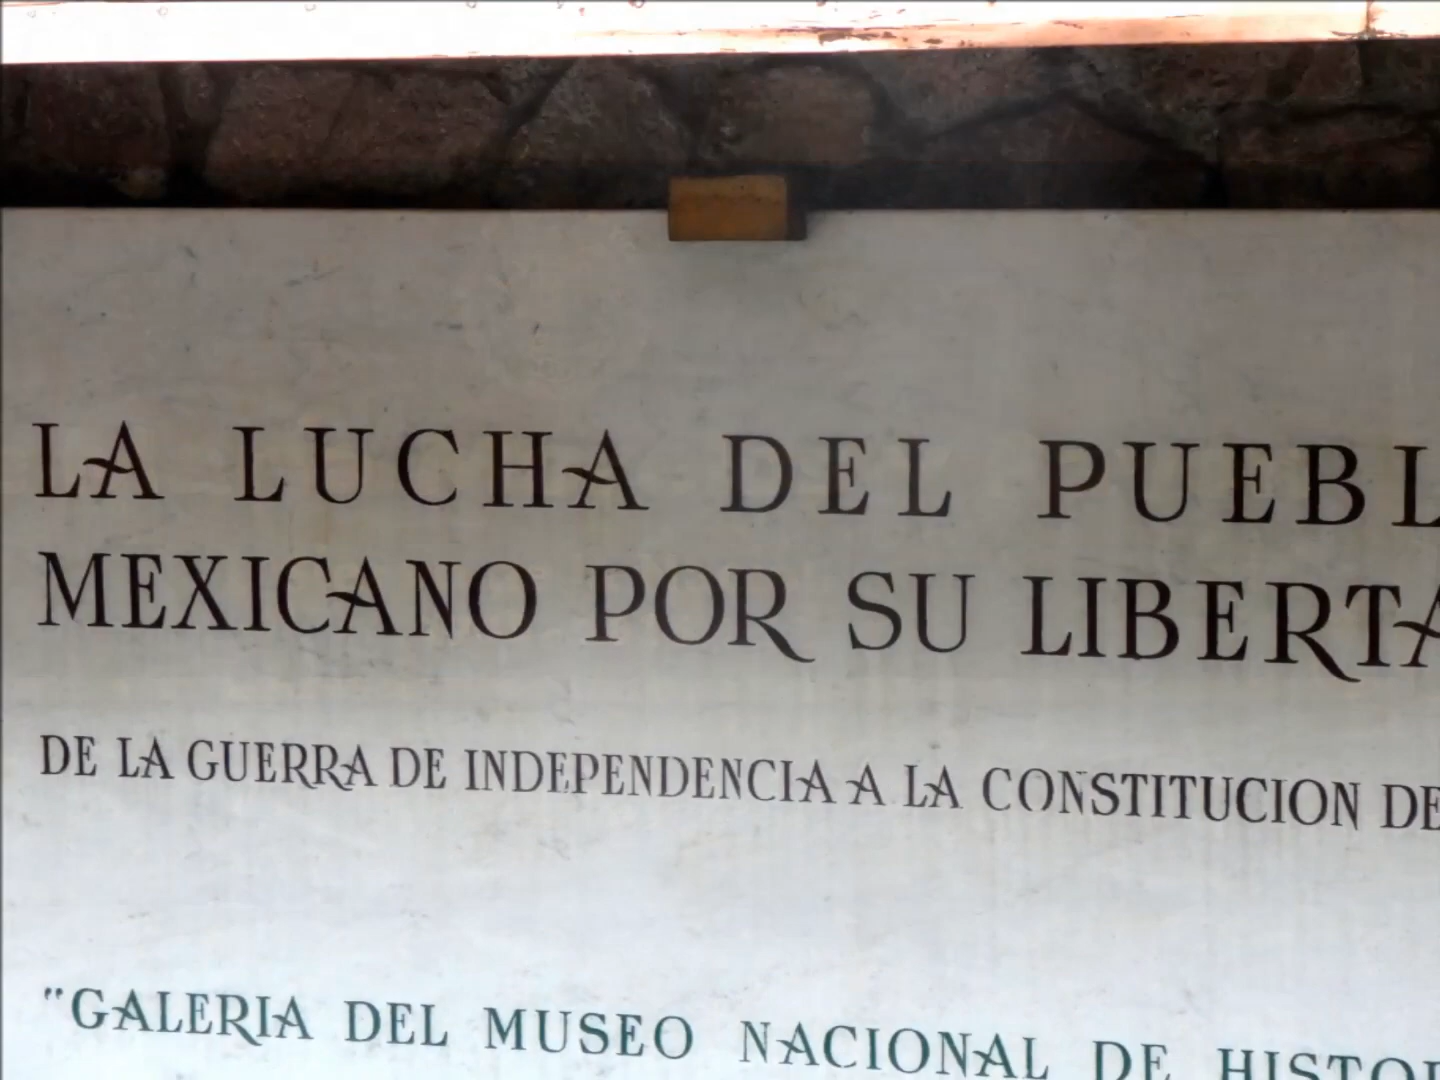 LA LUCHA DEL PUEBL
MEXICANO POR SU LIBERTA
DE LA GUERRA DE INDEPENDENCIA A LA CONSTITUCION DE
"GALERIA DEL MUSEO NACIONAL DE HISTOR